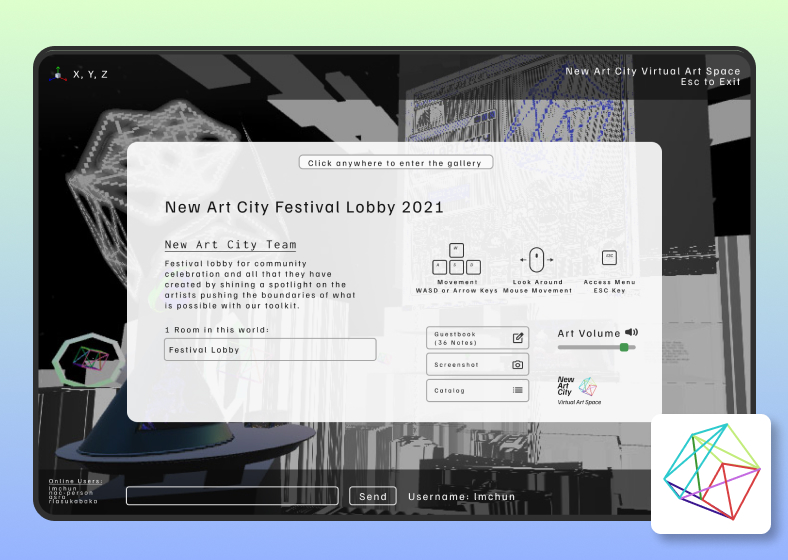 X, Y, Z
New Art City Virtual Art Space
Esc to Exit
Click anywhere to enter the gallery
New Art City Festival Lobby 2021
New Art City Team
Festival lobby for community
celebration and all that they have
created by shining a spotlight on the
artists pushing the boundaries of what
is possible with our toolkit.
1 Room in this world:
Festival Lobby
W
A S D
ESC
Movement
WASD or Arrow Keys
Look Around
Mouse Movement
Access Menu
ESC Key
Guestbook
(36 Notes)
Screenshot
Catalog
Art Volume
New
Art
City
Virtual Art Space
Online Users:
lmchun
nac-person
Send
Username: lmchun